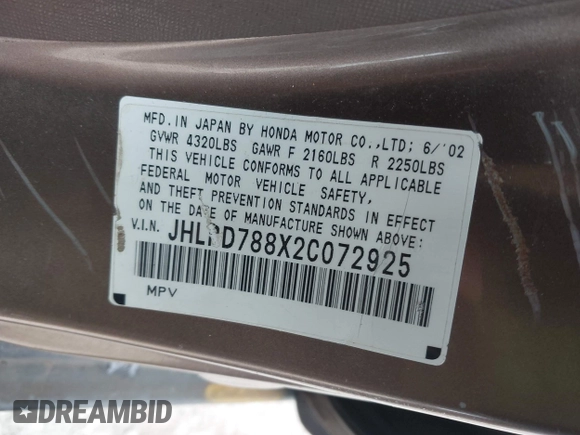 MFD. IN JAPAN BY HONDA MOTOR CO.,LTD; 6/'02
GVWR 4320LBS GAWR F 2160LBS R 2250LBS
THIS VEHICLE CONFORMS TO ALL APPLICABLE
FEDERAL MOTOR VEHICLE SAFETY,
AND THEFT PREVENTION STANDARDS IN EFFECT
ON THE DATE OF MANUFACTURE SHOWN ABOVE:
V.I.N.
MPV
DREAMBID